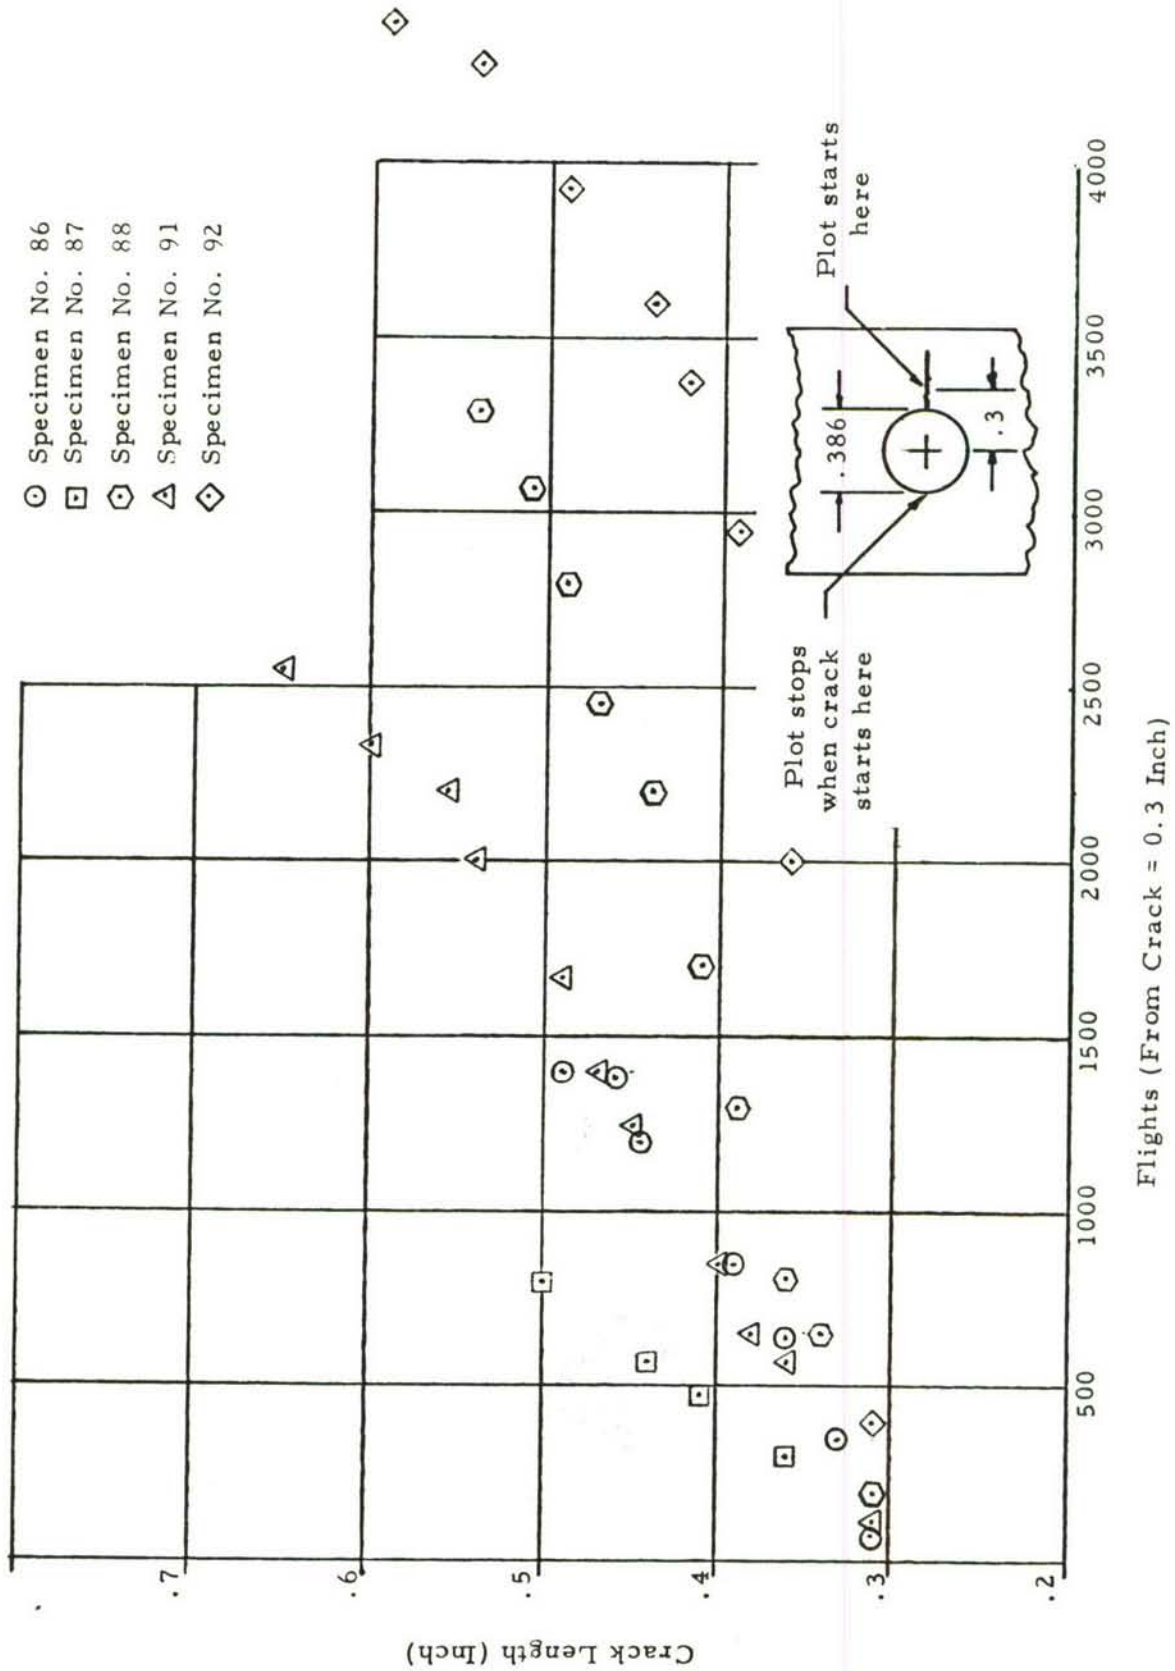 Specimen No. 86
Specimen No. 87
Specimen No. 88
Specimen No. 91
Specimen No. 92
Crack Length (Inch)
.7
.6
.5
.4
.3
.2
Plot stops
when crack
starts here
.386
.3
Plot starts
here
500
1000
1500
2000
2500
3000
3500
4000
Flights (From Crack = 0.3 Inch)